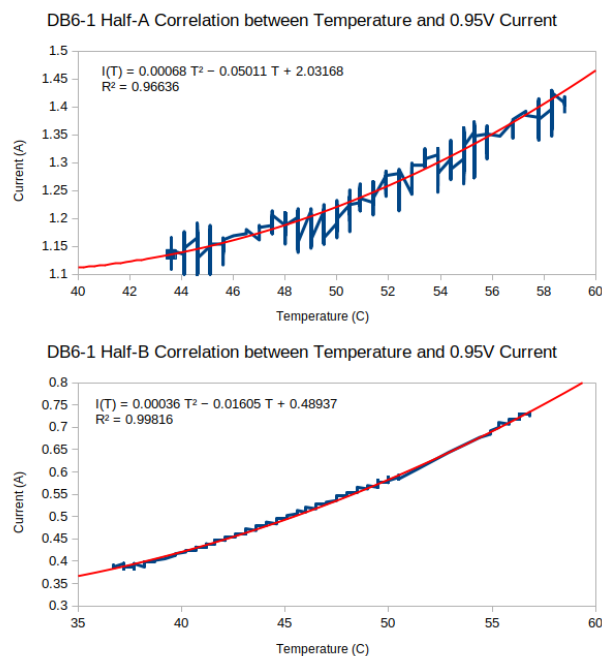 DB6-1 Half-A Correlation between Temperature and 0.95V Current
1.5
I(T) = 0.00068 T² − 0.05011 T + 2.03168
1.45
R² = 0.96636
1.4
1.35
Current (A)
1.3
1.25
1.2
1.15
1.1
40 42 44 46 48 50 52 54 56 58 60
Temperature (C)
DB6-1 Half-B Correlation between Temperature and 0.95V Current
0.8
I(T) = 0.00036 T² − 0.01605 T + 0.48937
0.75
R² = 0.99816
0.7
0.65
0.6
Current (A)
0.55
0.5
0.45
0.4
0.35
0.3
35 40 45 50 55 60
Temperature (C)